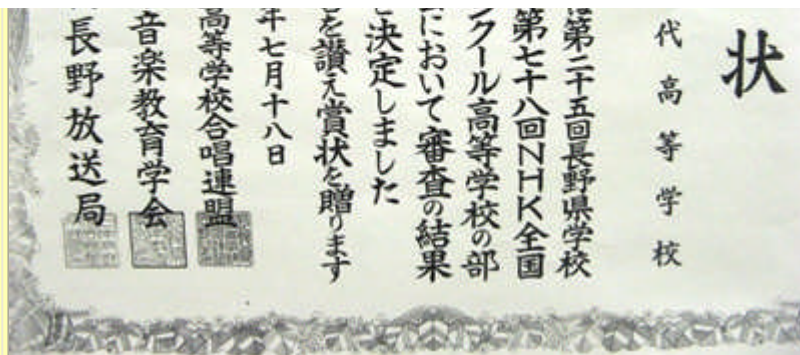 状
代高等学校
は第二十五回長野県学校
第七十八回NHK全国
ンクール高等学校の部
において審査の結果
と決定しました
を讃え賞状を贈ります
年七月十八日
高等学校合唱連盟
音楽教育学会
長野放送局